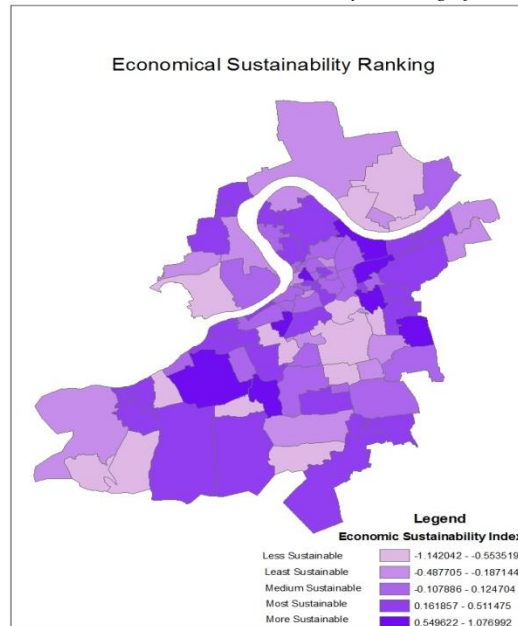 Economical Sustainability Ranking
Legend
Economic Sustainability Index
Less Sustainable -1.142042 - -0.553519
Least Sustainable -0.487705 - -0.187144
Medium Sustainable -0.107886 - 0.124704
Most Sustainable 0.161857 - 0.511475
More Sustainable 0.549622 - 1.076992